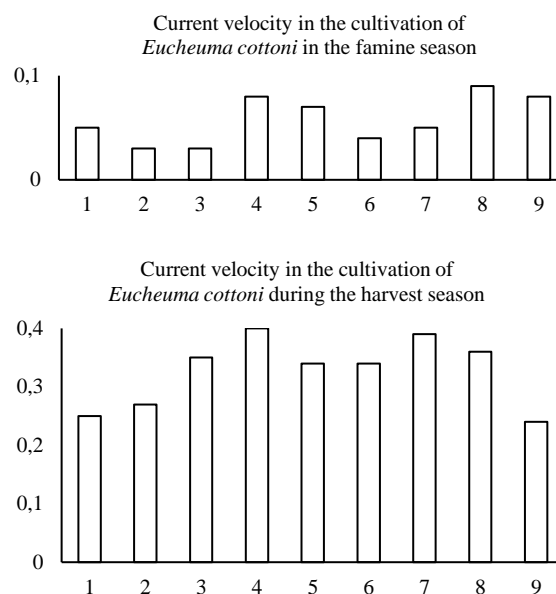 Current velocity in the cultivation of
Eucheuma cottoni in the famine season
0,1
0
1 2 3 4 5 6 7 8 9
Current velocity in the cultivation of
Eucheuma cottoni during the harvest season
0,4
0,3
0,2
0,1
0
1 2 3 4 5 6 7 8 9